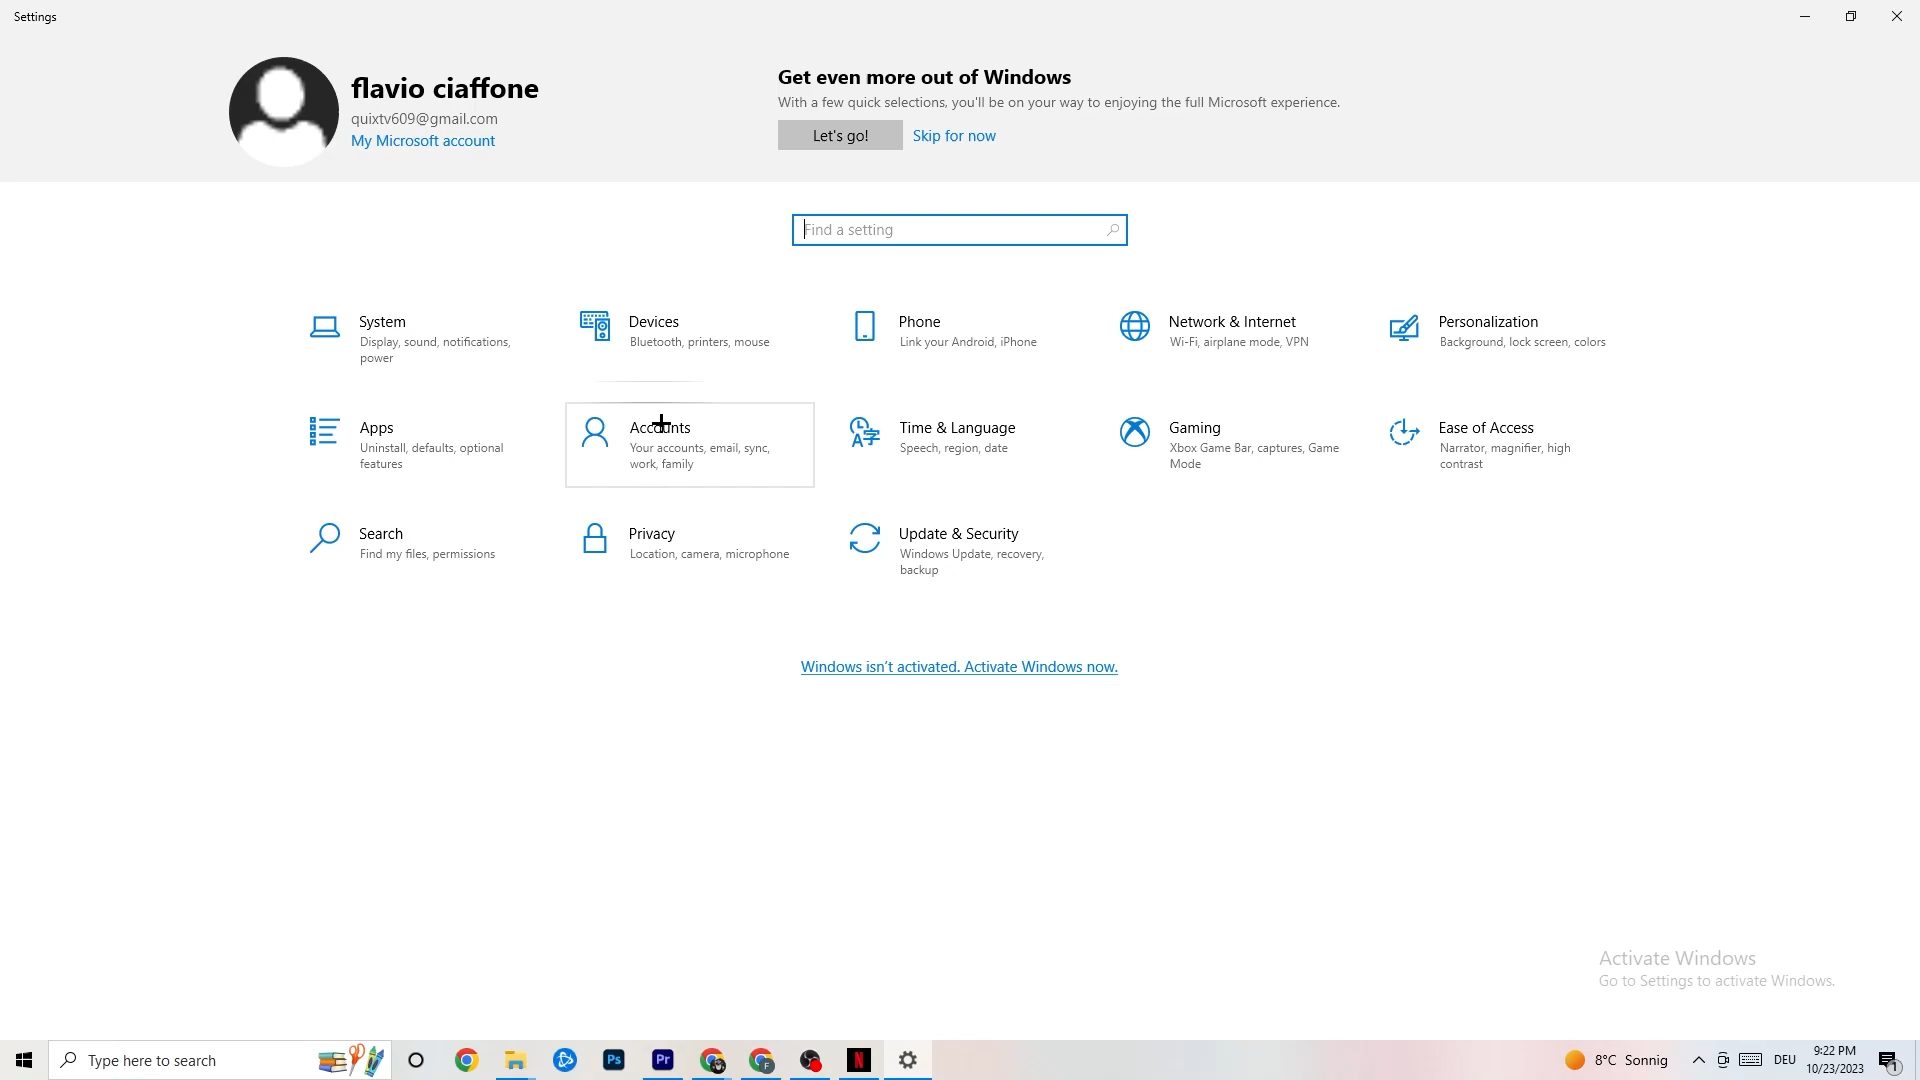 Settings
flavio ciaffone
quixtv609@gmail.com
My Microsoft account
Get even more out of Windows
With a few quick selections, you'll be on your way to enjoying the full Microsoft experience.
Let's go!
Skip for now
Find a setting
System
Display, sound, notifications,
power
Devices
Bluetooth, printers, mouse
Phone
Link your Android, iPhone
Network & Internet
Wi-Fi, airplane mode, VPN
Personalization
Background, lock screen, colors
Apps
Uninstall, defaults, optional
features
Accounts
Your accounts, email, sync,
work, family
Time & Language
Speech, region, date
Gaming
Xbox Game Bar, captures, Game
Mode
Ease of Access
Narrator, magnifier, high
contrast
Search
Find my files, permissions
Privacy
Location, camera, microphone
Update & Security
Windows Update, recovery,
backup
Windows isn't activated. Activate Windows now.
Activate Windows
Go to Settings to activate Windows.
Type here to search
Ps
Pr
F
N
8°C Sonnig
DEU
9:22 PM
10/23/2023
1